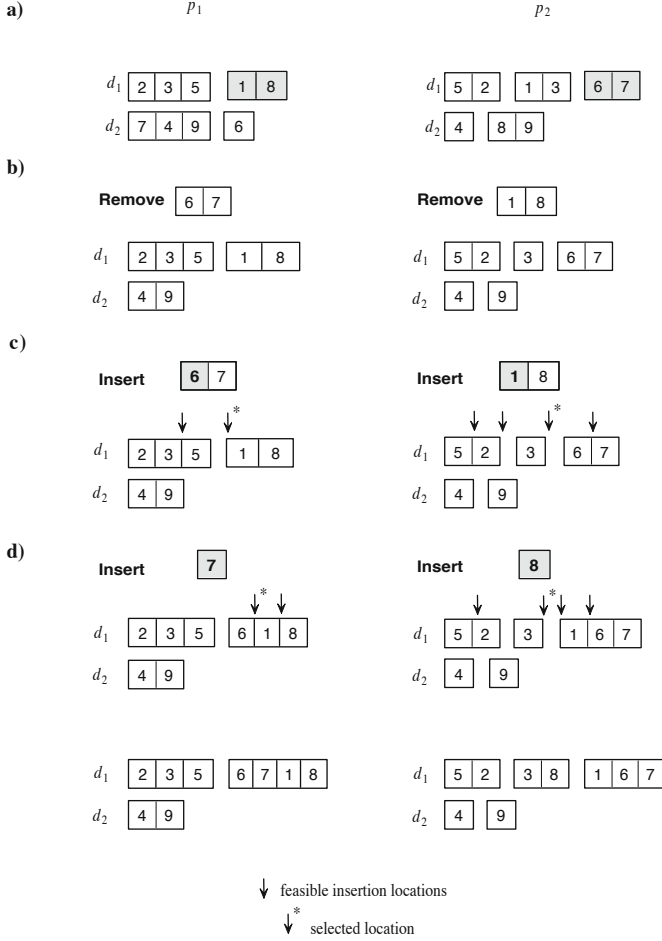 a) p1 p2
d1 2 3 5 1 8 d1 5 2 1 3 6 7
d2 7 4 9 6 d2 4 8 9
b)
Remove 6 7 Remove 1 8
d1 2 3 5 1 8 d1 5 2 3 6 7
d2 4 9 d2 4 9
c)
Insert 6 7 Insert 1 8
* *
d1 2 3 5 1 8 d1 5 2 3 6 7
d2 4 9 d2 4 9
d)
Insert 7 Insert 8
* *
d1 2 3 5 6 1 8 d1 5 2 3 1 6 7
d2 4 9 d2 4 9
d1 2 3 5 6 7 1 8 d1 5 2 3 8 1 6 7
d2 4 9 d2 4 9
feasible insertion locations
* selected location